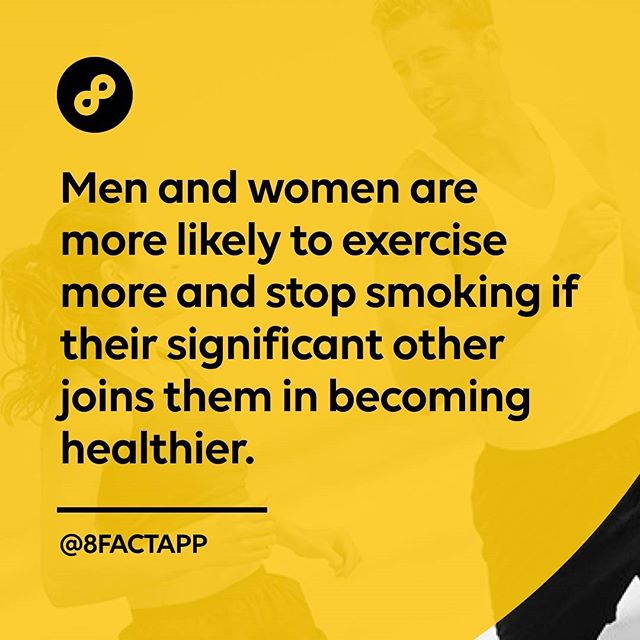 Men and women are
more likely to exercise
more and stop smoking if
their significant other
joins them in becoming
healthier.
@8FACTAPP